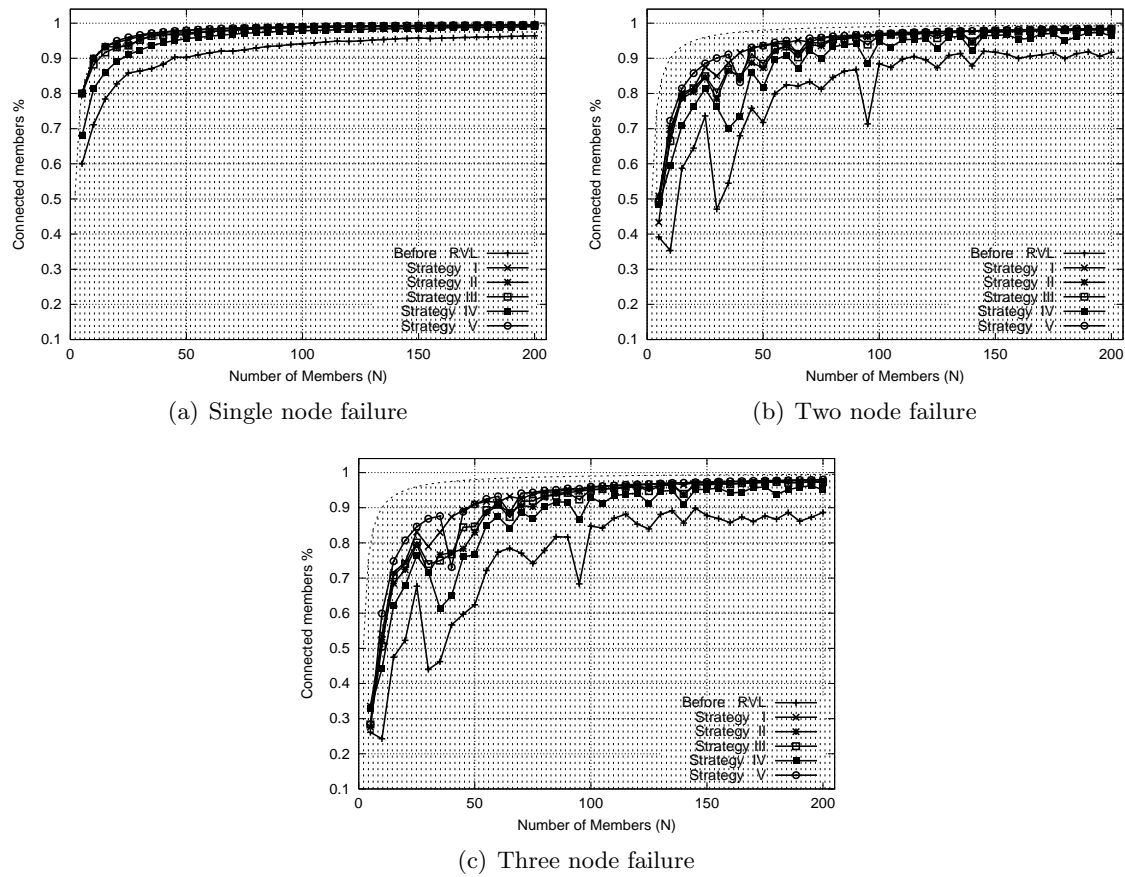 Connected members %
1
0.9
0.8
0.7
0.6
0.5
0.4
0.3
0.2
0.1
Before RVL
Strategy I
Strategy II
Strategy III
Strategy IV
Strategy V
0 50 100 150 200
Number of Members (N)
(a) Single node failure
Connected members %
1
0.9
0.8
0.7
0.6
0.5
0.4
0.3
0.2
0.1
Before RVL
Strategy I
Strategy II
Strategy III
Strategy IV
Strategy V
0 50 100 150 200
Number of Members (N)
(b) Two node failure
Connected members %
1
0.9
0.8
0.7
0.6
0.5
0.4
0.3
0.2
0.1
Before RVL
Strategy I
Strategy II
Strategy III
Strategy IV
Strategy V
0 50 100 150 200
Number of Members (N)
(c) Three node failure